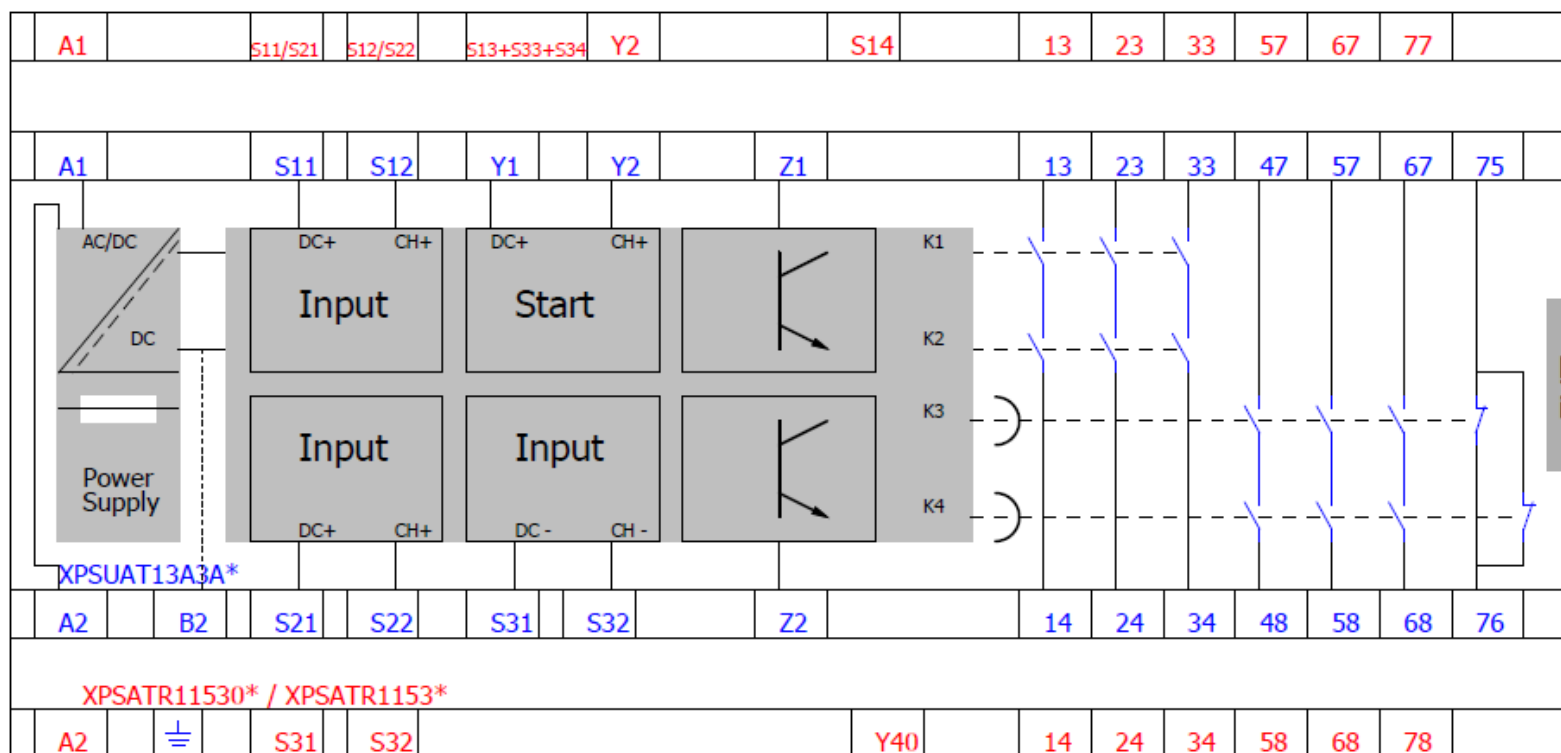 A1 S11/S21 S12/S22 S13+S33+S34 Y2 S14 13 23 33 57 67 77
A1 S11 S12 Y1 Y2 Z1 13 23 33 47 57 67 75
AC/DC DC+ CH+ DC+ CH+ K1
Input Start
DC K2
K3
Input Input
Power
Supply
DC+ CH+ DC - CH - K4
XPSUAT13A3A*
A2 B2 S21 S22 S31 S32 Z2 14 24 34 48 58 68 76
XPSATR11530* / XPSATR1153*
A2 S31 S32 Y40 14 24 34 58 68 78